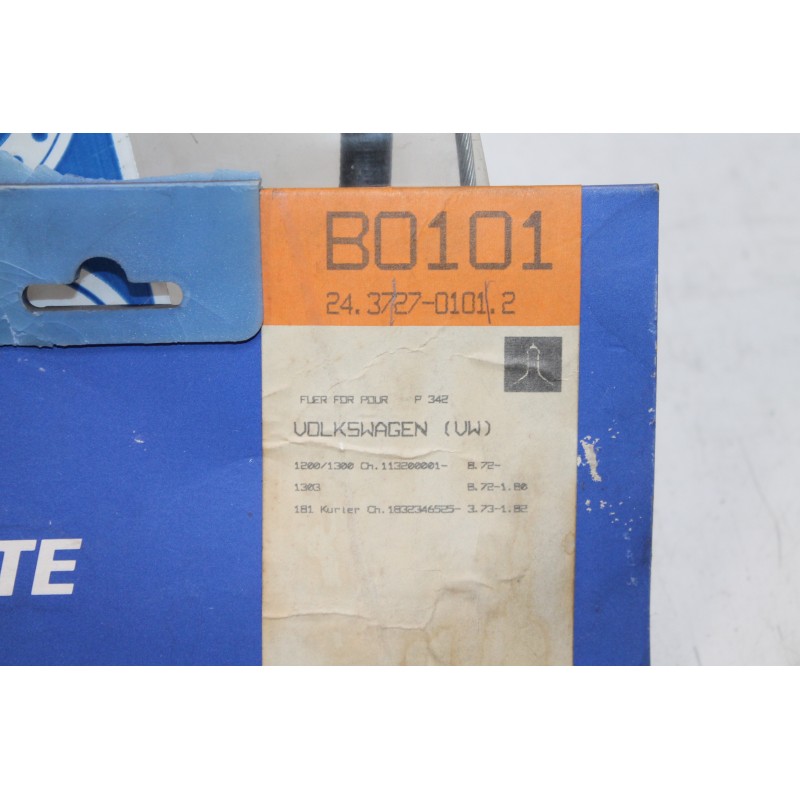 B0101
24.3727-0101.2
FUER FOR POUR P 342
VOLKSWAGEN (VW)
1200/1300 Ch.113200001- 8.72-
1303 8.72-1.80
181 Kurier Ch.1832346525- 3.73-1.82
TE